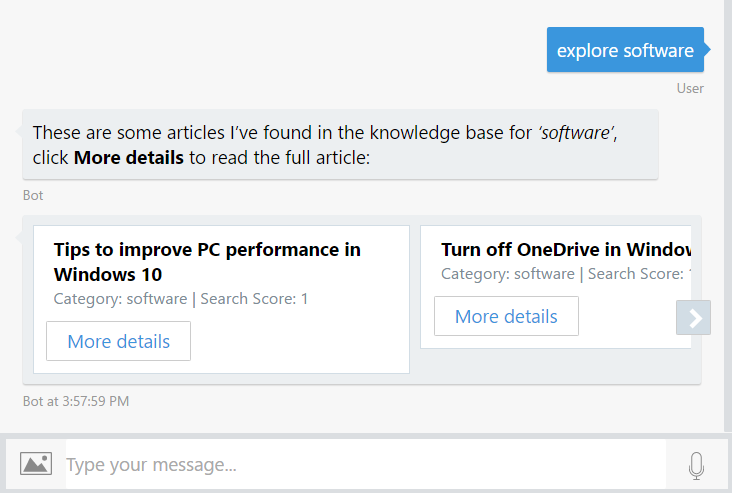 explore software
User
These are some articles I've found in the knowledge base for ‘software’,
click More details to read the full article:
Bot
Tips to improve PC performance in
Windows 10
Category: software | Search Score: 1
More details
Turn off OneDrive in
Category: software | Search Score:
More details
Bot at 3:57:59 PM
Type your message...